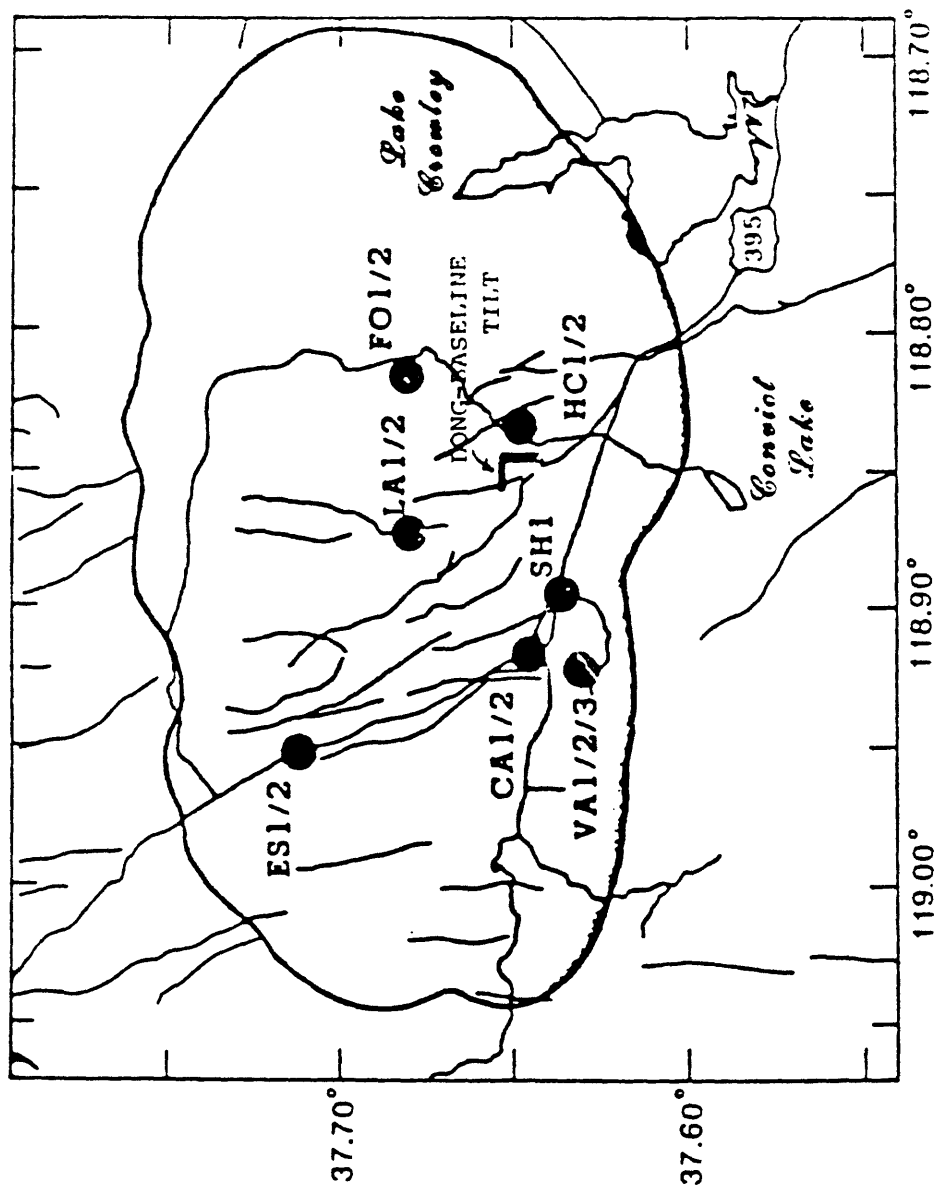 ES1/2
37.70°
LA1/2
FO1/2
Lake
Crowley
LONG-BASELINE
TILT
CA1/2
SH1
HC1/2
VA1/2/3
37.60°
395
Convict
Lake
119.00°
118.90°
118.80°
118.70°